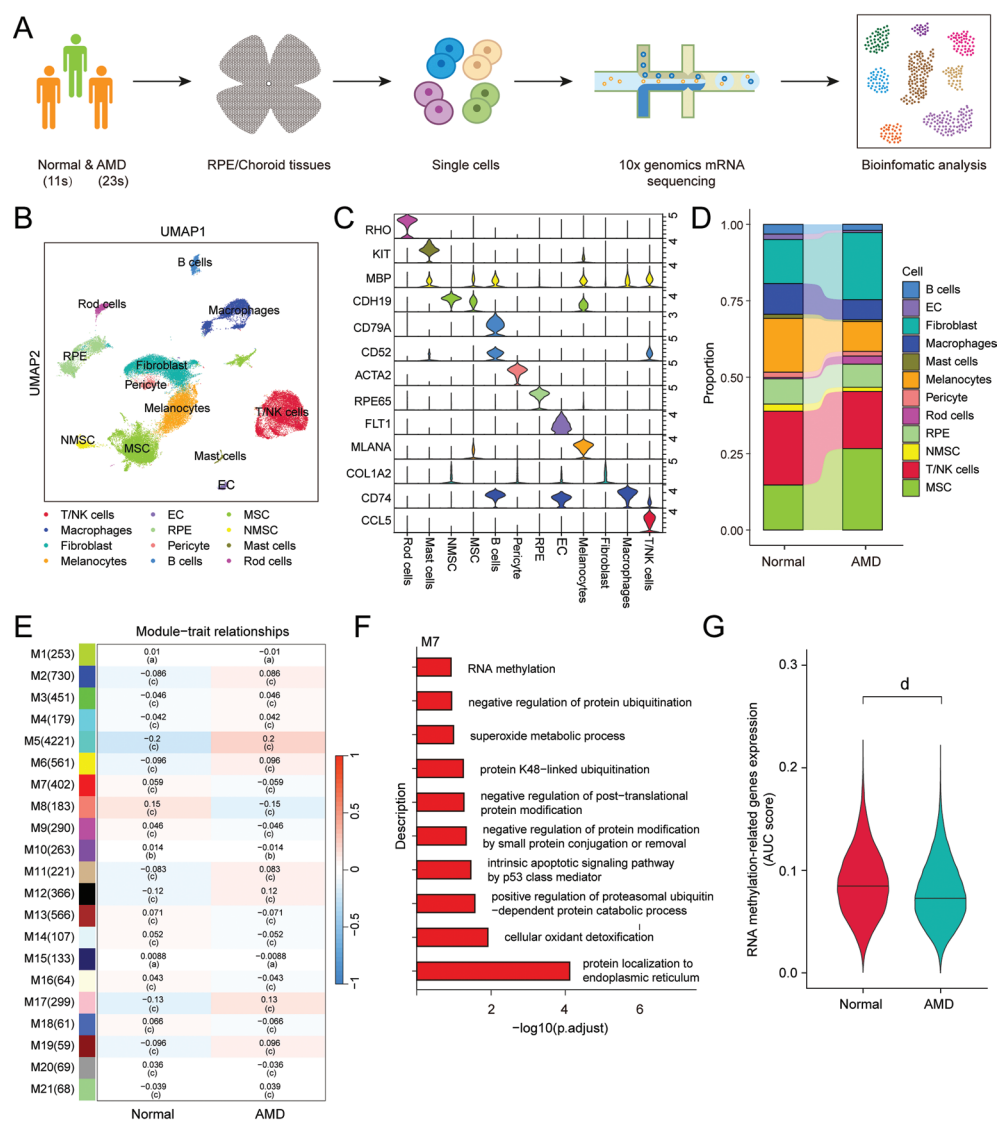 A
Normal & AMD
(11s) (23s)
RPE/Choroid tissues
Single cells
10x genomics mRNA
sequencing
Bioinfomatic analysis
B
UMAP1
UMAP2
B cells
Rod cells
Macrophages
RPE
Fibroblast
Pericyte
Melanocytes
T/NK cells
NMSC
MSC
Mast cells
EC
T/NK cells EC MSC
Macrophages RPE NMSC
Fibroblast Pericyte Mast cells
Melanocytes B cells Rod cells
C
RHO 5
KIT 4
MBP 5
CDH19 4
CD79A 3
CD52 5
ACTA2 4
RPE65 5
FLT1 4
MLANA 5
COL1A2 4
CD74 4
CCL5 4
Rod cells
Mast cells
NMSC
MSC
B cells
Pericyte
RPE
EC
Melanocytes
Fibroblast
Macrophages
T/NK cells
D
Proportion
1.00
0.75
0.50
0.25
0.00
Normal AMD
Cell
B cells
EC
Fibroblast
Macrophages
Mast cells
Melanocytes
Pericyte
Rod cells
RPE
NMSC
T/NK cells
MSC
E
Module−trait relationships
M1(253) 0.01 −0.01
(a) (a)
M2(730) −0.086 0.086
(c) (c)
M3(451) −0.046 0.046
(c) (c)
M4(179) −0.042 0.042
(c) (c)
M5(4221) −0.2 0.2
(c) (c)
M6(561) −0.096 0.096
(c) (c)
M7(402) 0.059 −0.059
(c) (c)
M8(183) 0.15 −0.15
(c) (c)
M9(290) 0.046 −0.046
(c) (c)
M10(263) 0.014 −0.014
(b) (b)
M11(221) −0.083 0.083
(c) (c)
M12(366) −0.12 0.12
(c) (c)
M13(566) 0.071 −0.071
(c) (c)
M14(107) 0.052 −0.052
(c) (c)
M15(133) 0.0088 −0.0088
(a) (a)
M16(64) 0.043 −0.043
(c) (c)
M17(299) −0.13 0.13
(c) (c)
M18(61) 0.066 −0.066
(c) (c)
M19(59) −0.096 0.096
(c) (c)
M20(69) 0.036 −0.036
(c) (c)
M21(68) −0.039 0.039
(c) (c)
Normal AMD
1
0.5
0
−0.5
−1
F
M7
Description
RNA methylation
negative regulation of protein ubiquitination
superoxide metabolic process
protein K48−linked ubiquitination
negative regulation of post−translational
protein modification
negative regulation of protein modification
by small protein conjugation or removal
intrinsic apoptotic signaling pathway
by p53 class mediator
positive regulation of proteasomal ubiquitin
−dependent protein catabolic process
cellular oxidant detoxification
protein localization to
endoplasmic reticulum
2 4 6
−log10(p.adjust)
G
RNA methylation-related genes expression
(AUC score)
0.3
0.2
0.1
0.0
d
Normal AMD